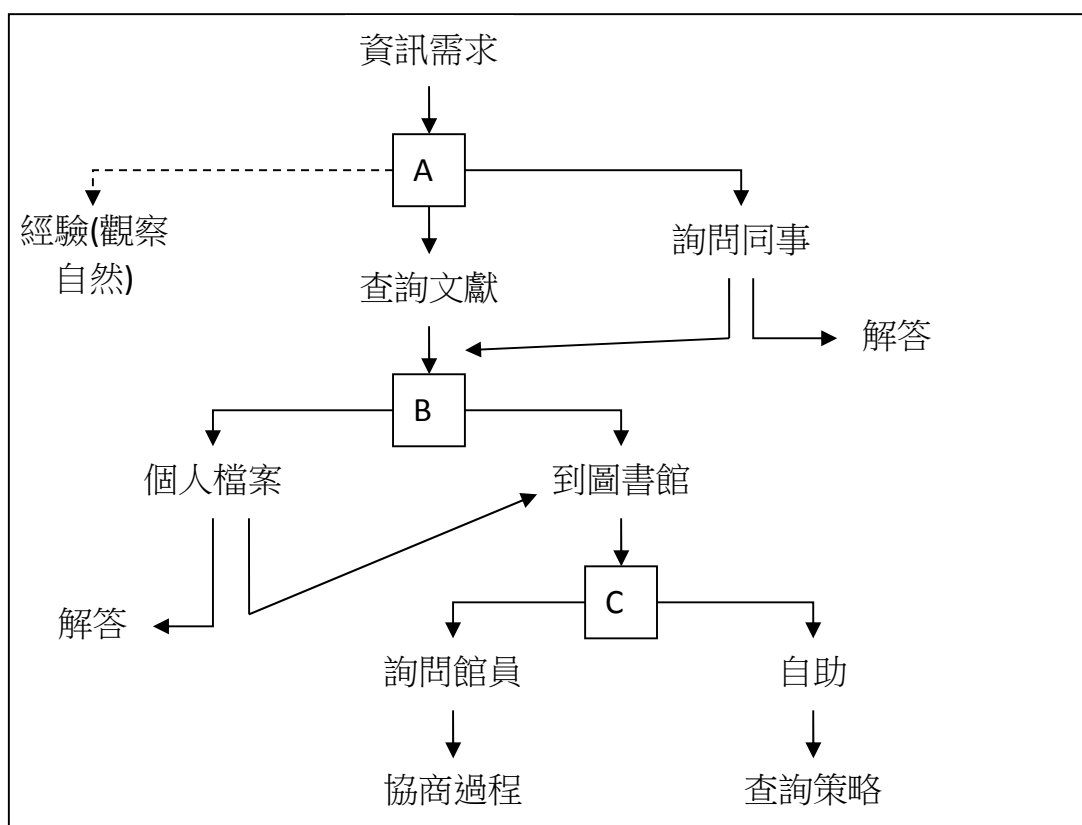 資訊需求
A
經驗(觀察
自然)
詢問同事
查詢文獻
解答
B
個人檔案
到圖書館
解答
C
詢問館員
自助
協商過程
查詢策略